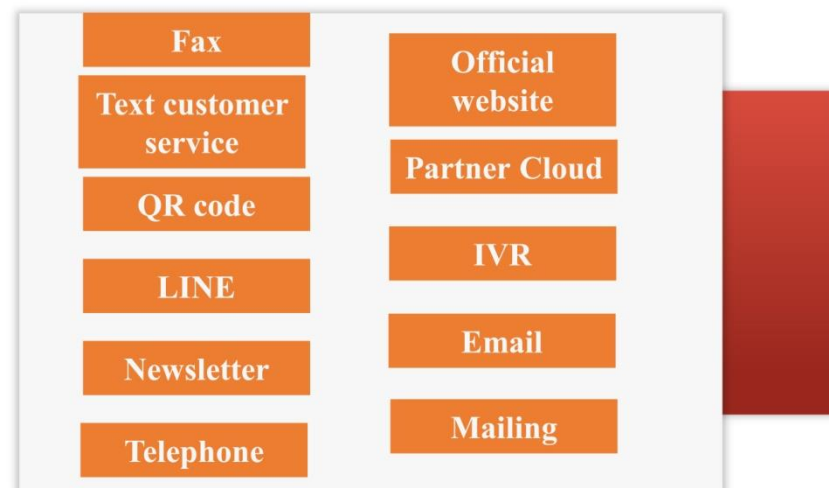 Fax
Text customer
service
QR code
LINE
Newsletter
Telephone
Official
website
Partner Cloud
IVR
Email
Mailing